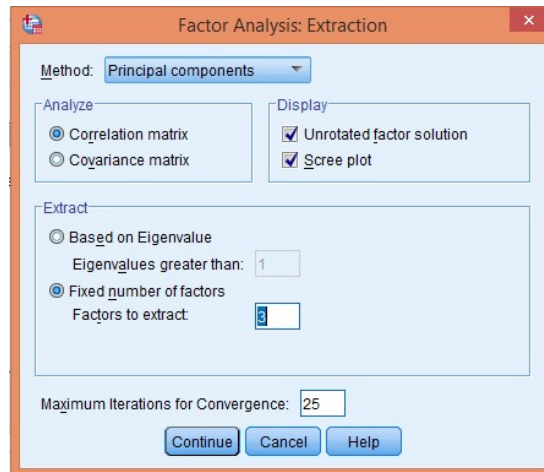 Factor Analysis: Extraction
x
Method: Principal components
Analyze
Correlation matrix
Covariance matrix
Display
Unrotated factor solution
Scree plot
Extract
Based on Eigenvalue
Eigenvalues greater than: 1
Fixed number of factors
Factors to extract: 3
Maximum Iterations for Convergence: 25
Continue Cancel Help